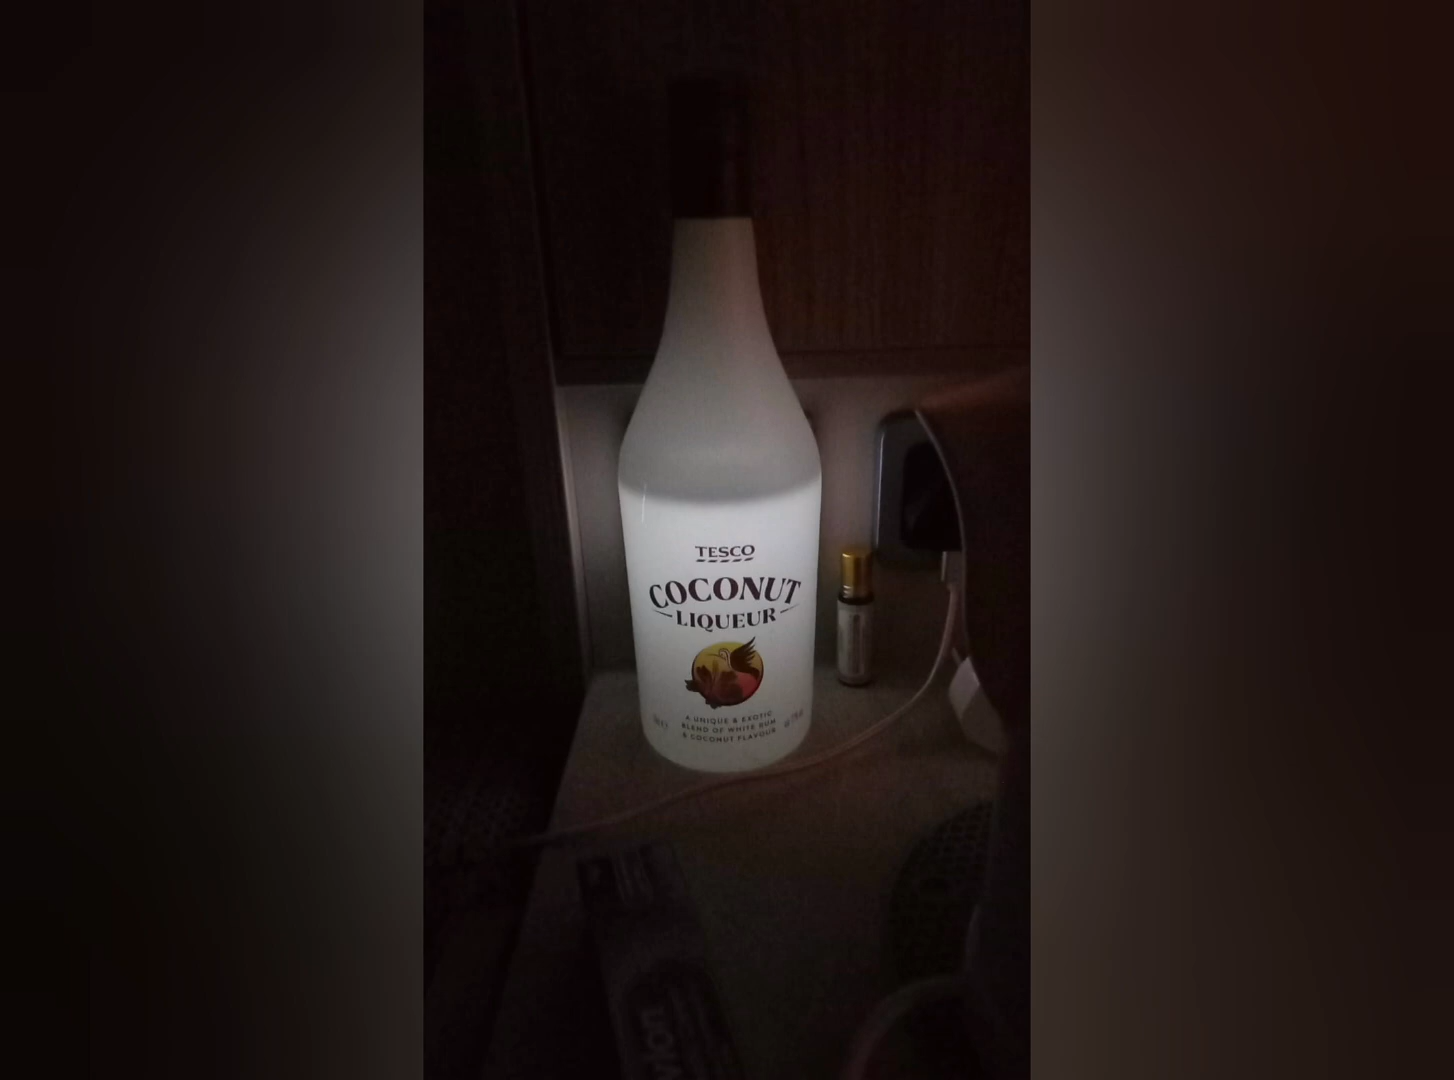 TESCO
COCONUT
LIQUEUR
A UNIQUE & EXOTIC
BLEND OF WHITE RUM
& COCONUT FLAVOUR